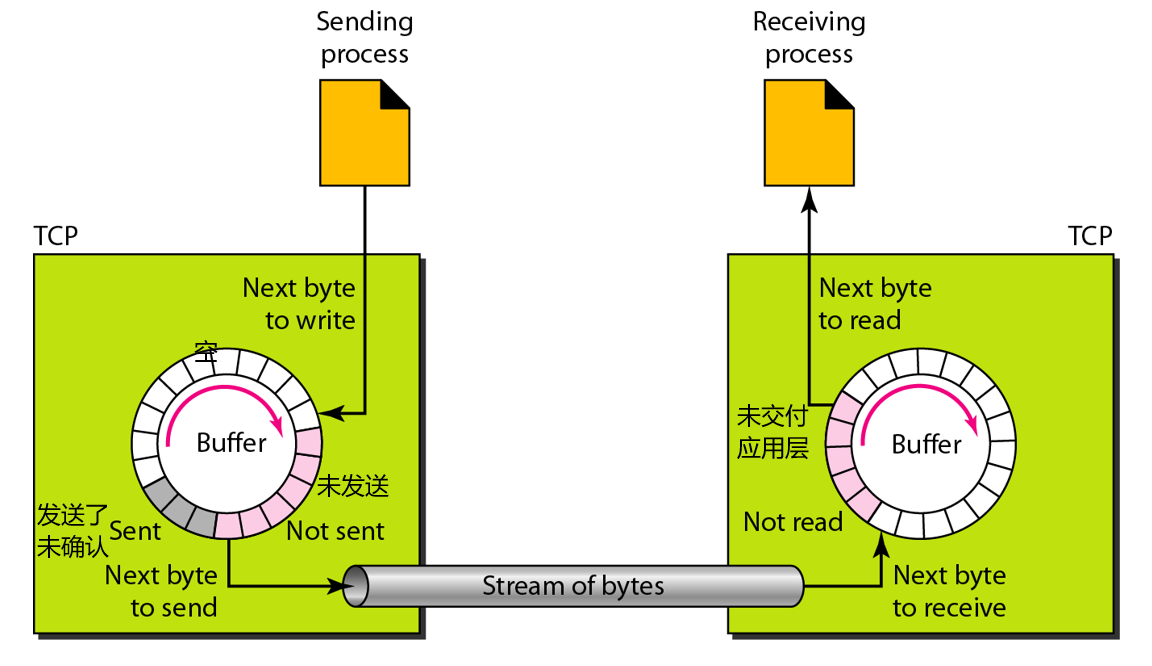 Sending
process
Receiving
process
TCP
TCP
Next byte
to write
Next byte
to read
空
Buffer
未发送
发送了
未确认
Sent
Not sent
Next byte
to send
Stream of bytes
未交付
应用层
Buffer
Not read
Next byte
to receive